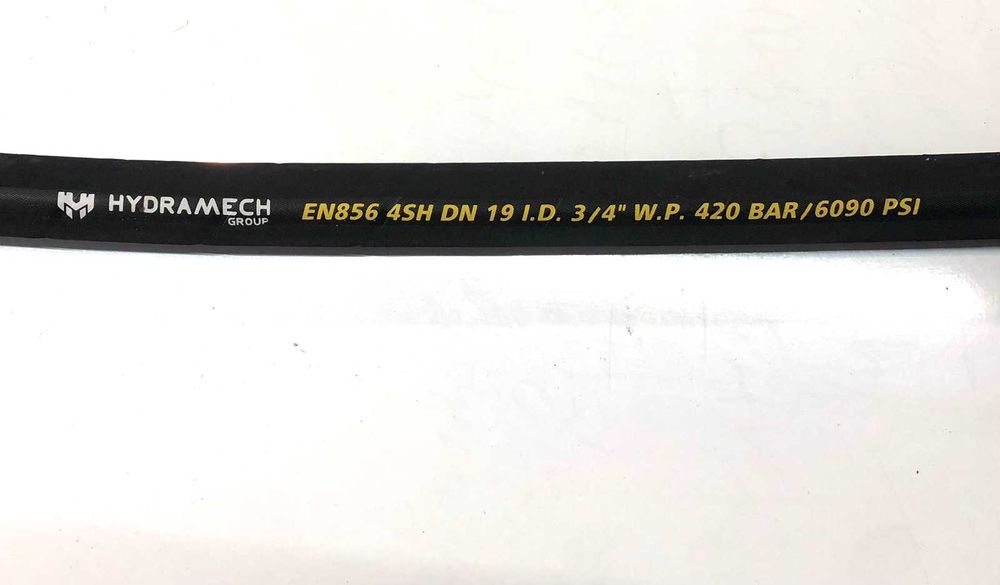 HYDRAMECH
GROUP
EN856 4SH DN 19 I.D. 3/4" W.P. 420 BAR/6090 PSI